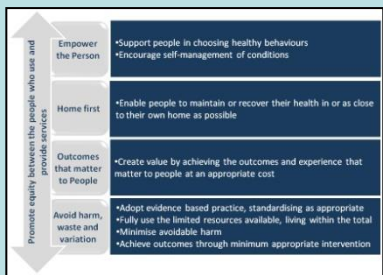 Promote equity between the people who use and
provide services
Empower
the Person
•Support people in choosing healthy behaviours
•Encourage self-management of conditions
Home first
•Enable people to maintain or recover their health in or as close
to their own home as possible
Outcomes
that matter
to People
•Create value by achieving the outcomes and experience that
matter to people at an appropriate cost
Avoid harm,
waste and
variation
•Adopt evidence based practice, standardising as appropriate
•Fully use the limited resources available, living within the total
•Minimise avoidable harm
•Achieve outcomes through minimum appropriate intervention